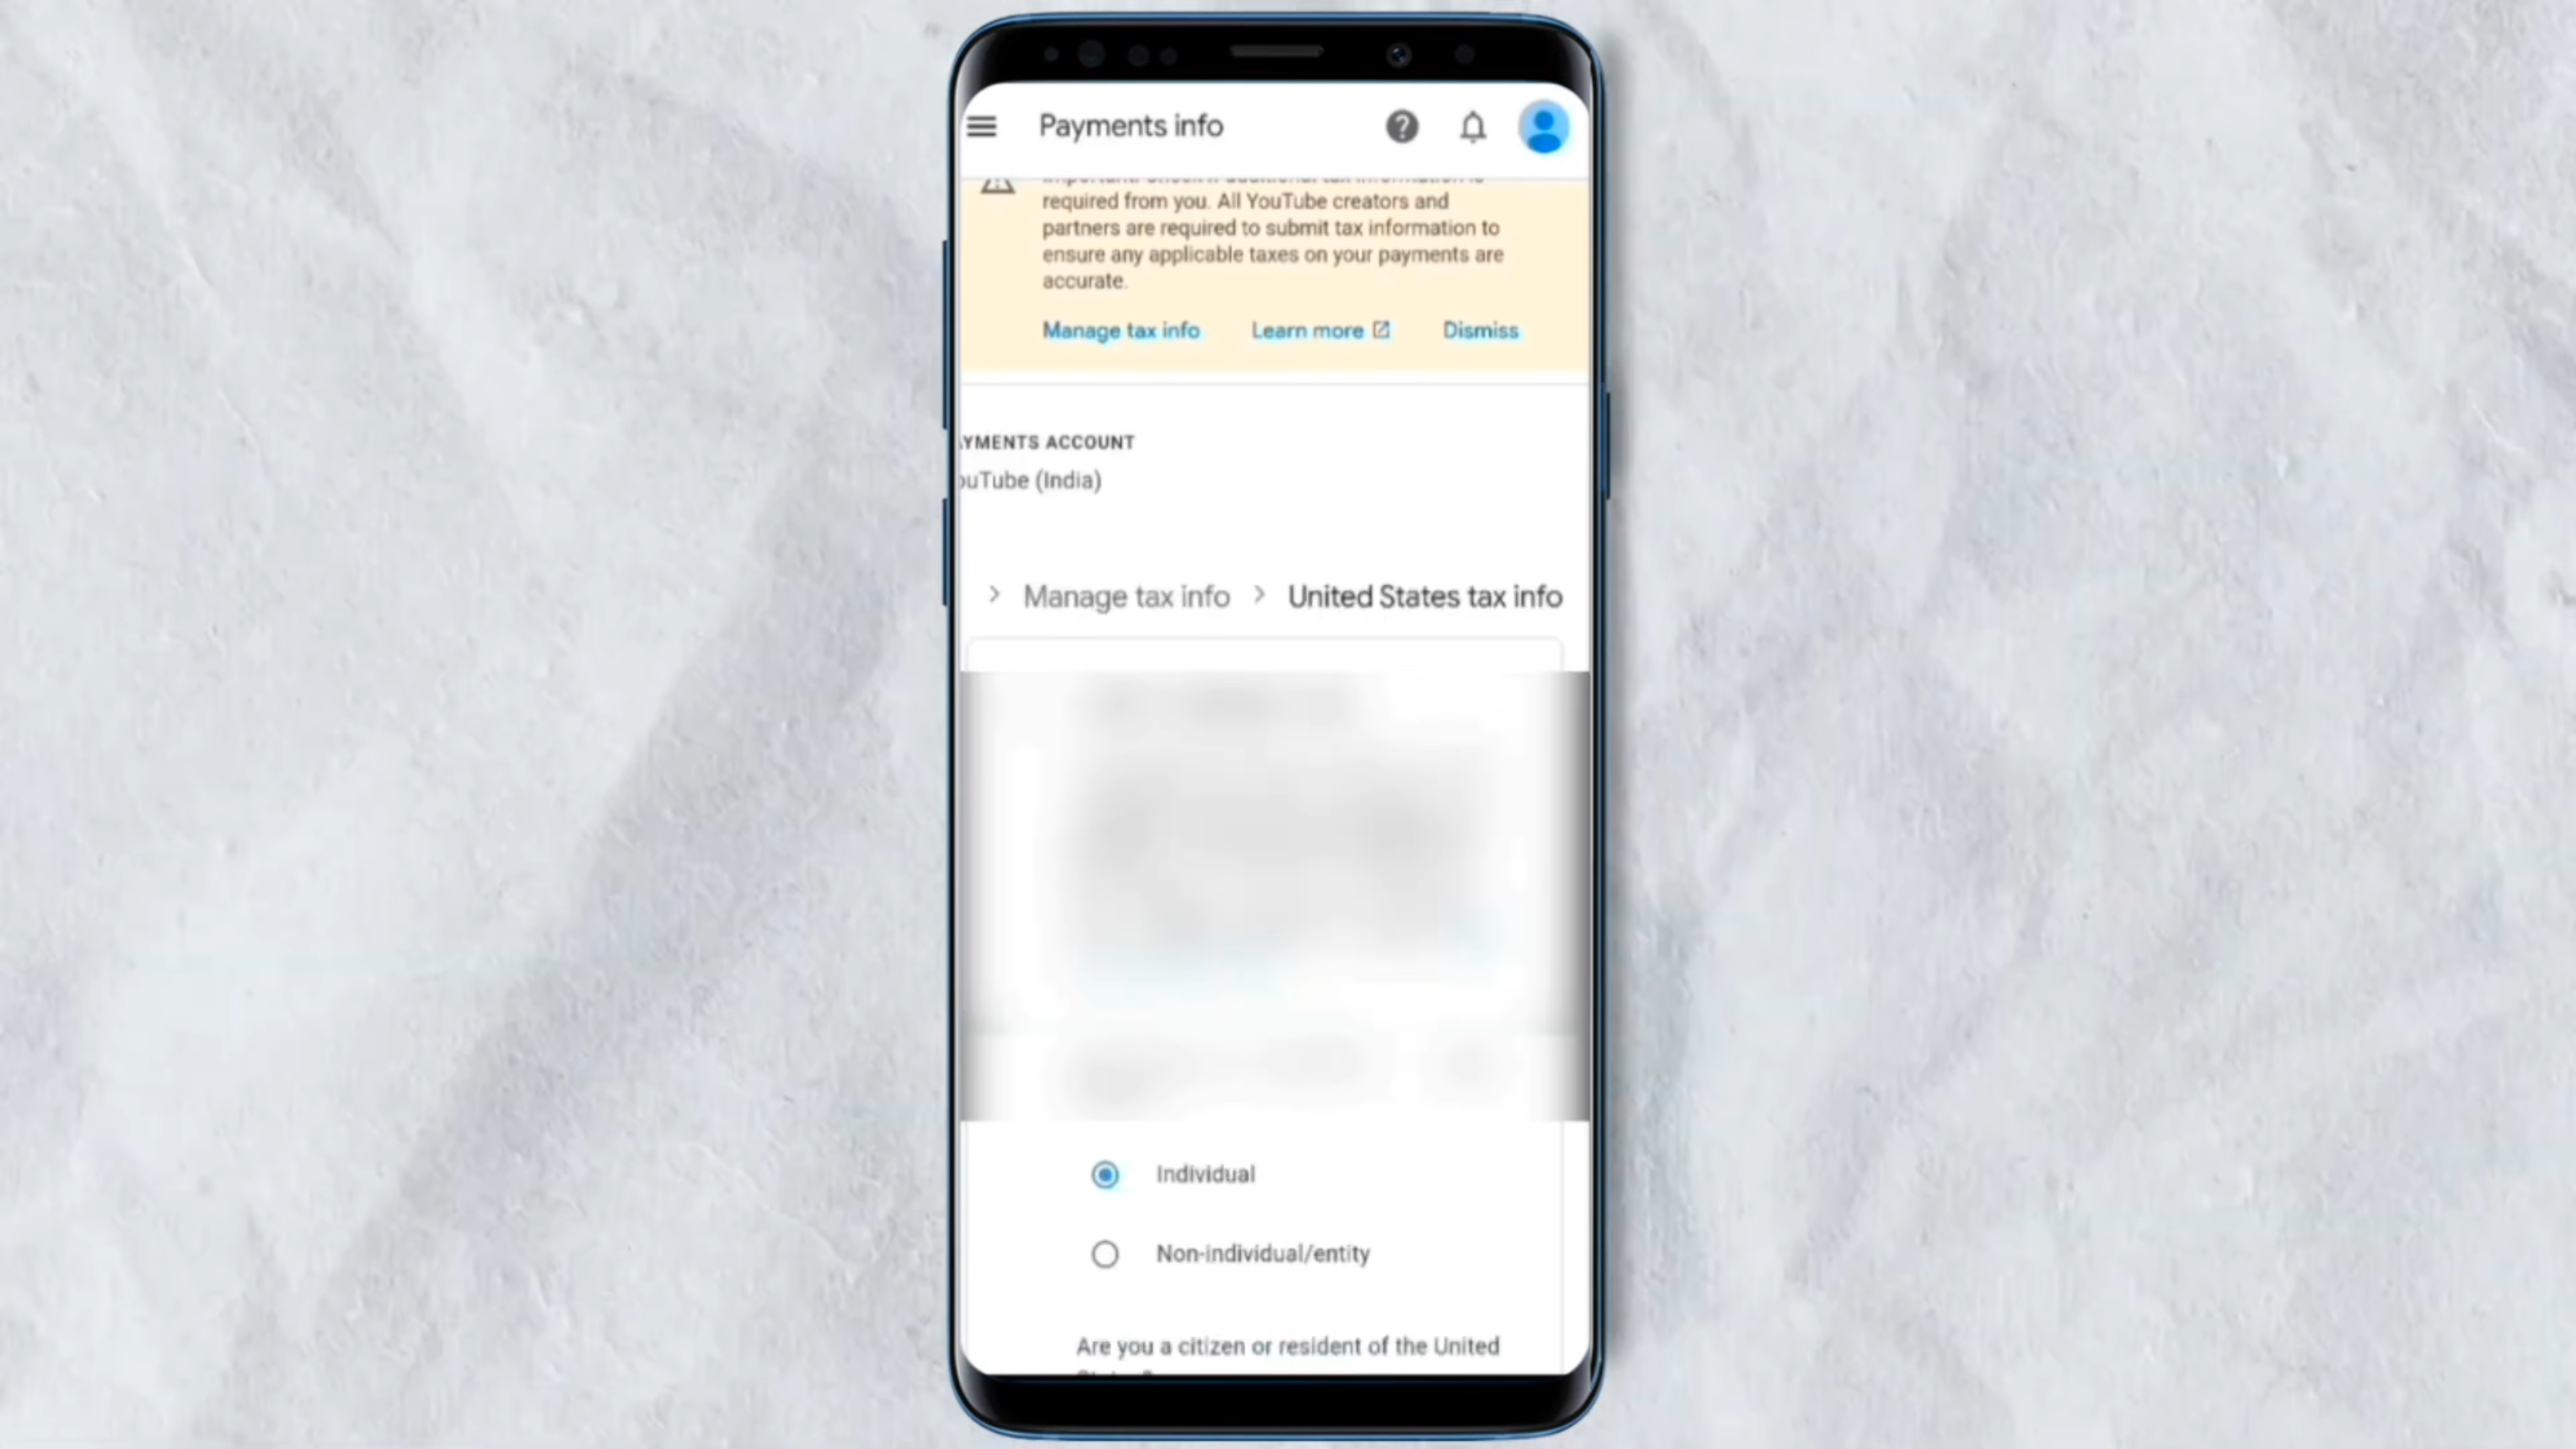 Payments info
required from you. All YouTube creators and
partners are required to submit tax information to
ensure any applicable taxes on your payments are
accurate.
Manage tax info Learn more Dismiss
AYMENTS ACCOUNT
ouTube (India)
> Manage tax info > United States tax info
Individual
Non-individual/entity
Are you a citizen or resident of the United